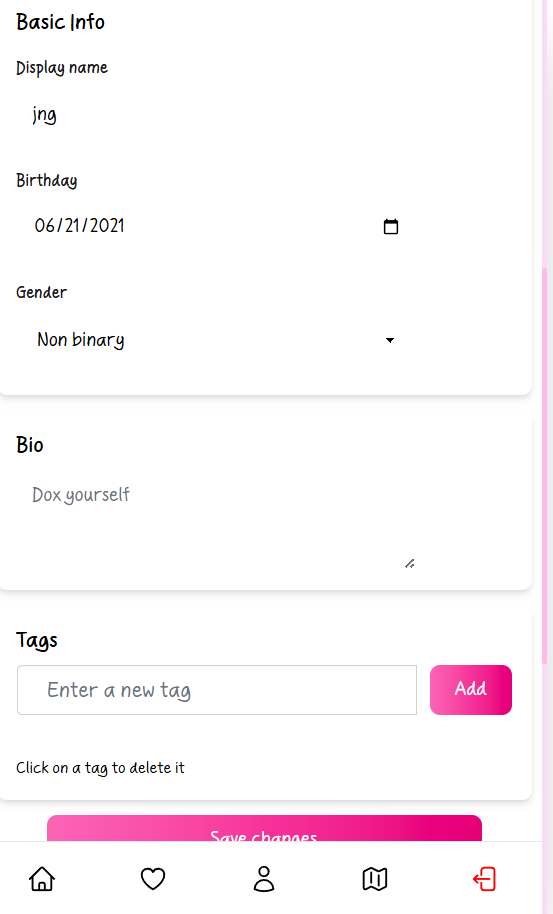 Basic Info
Display name
jng
Birthday
06/21/2021
Gender
Non binary
Bio
Dox yourself
Tags
Enter a new tag
Add
Click on a tag to delete it
Save changes